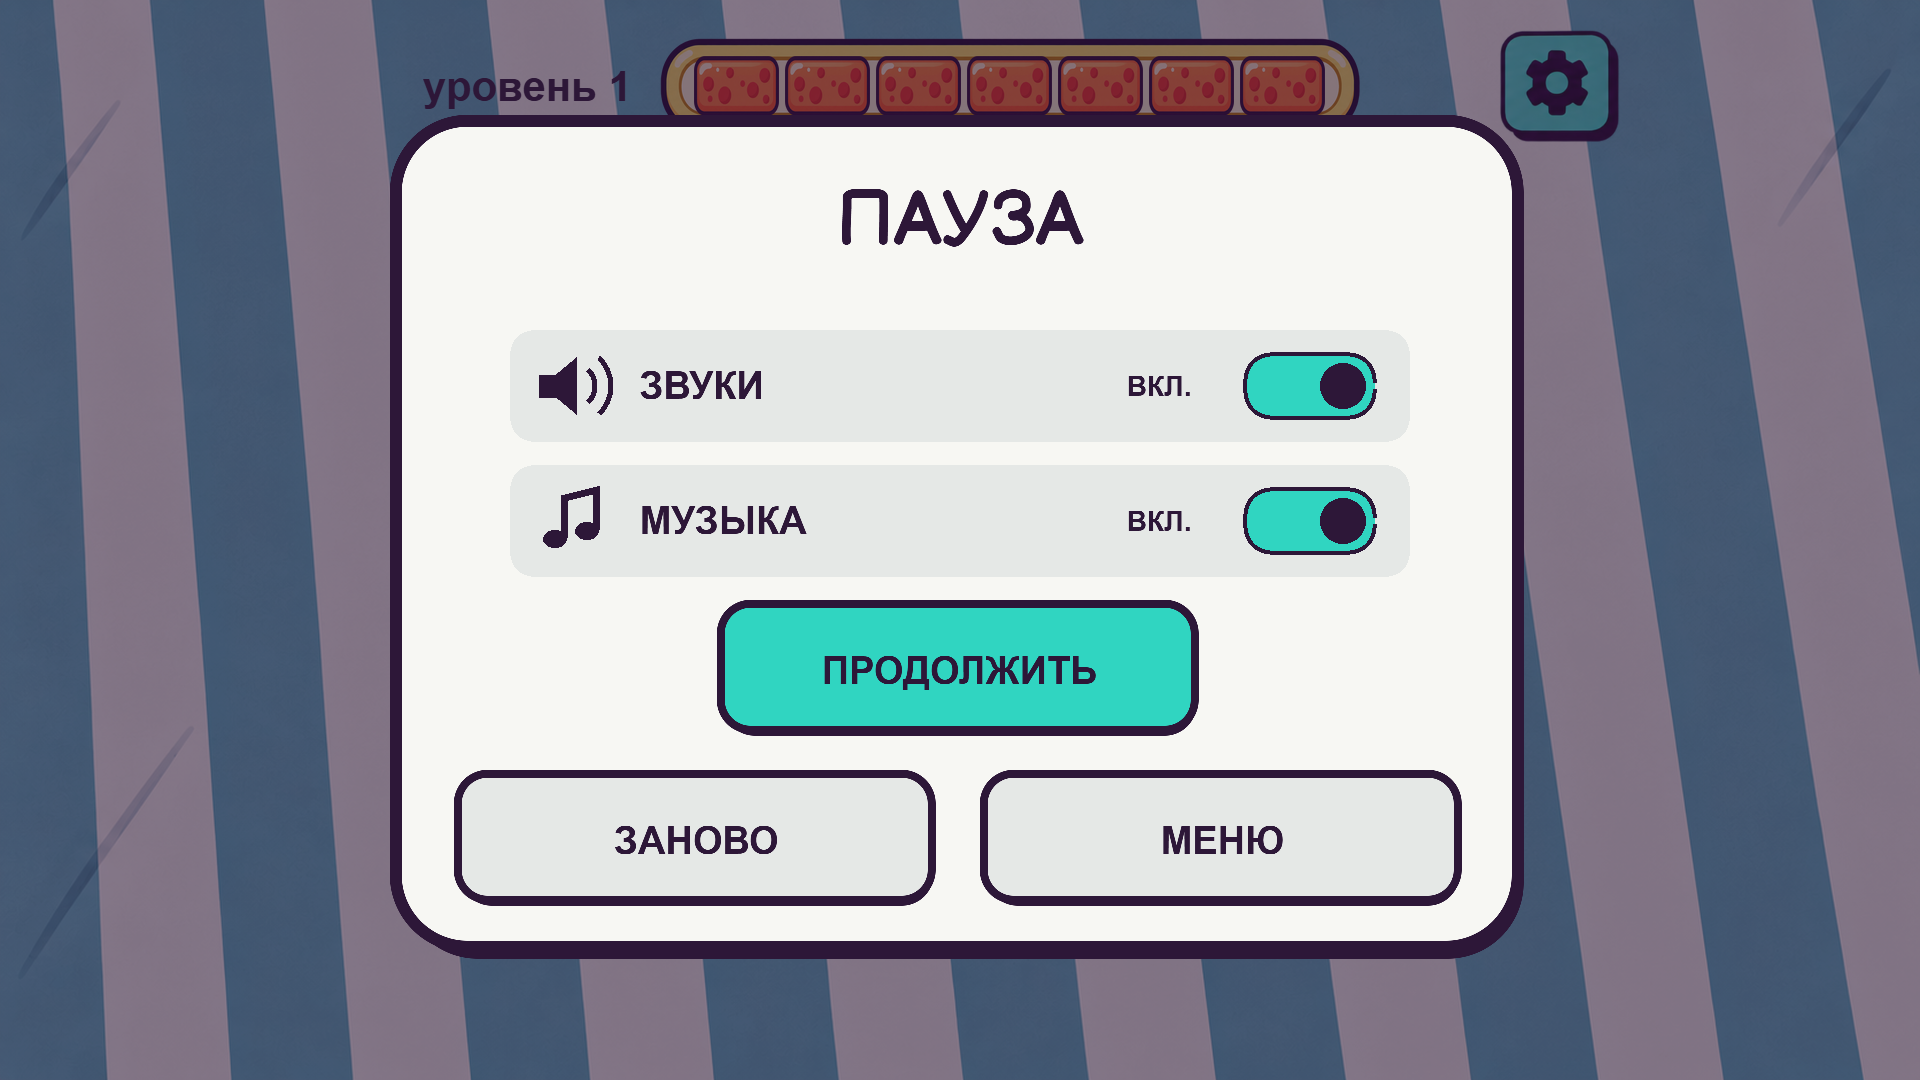 уровень 1
ПАУЗА
ЗВУКИ ВКЛ.
МУЗЫКА ВКЛ.
ПРОДОЛЖИТЬ
ЗАНОВО МЕНЮ